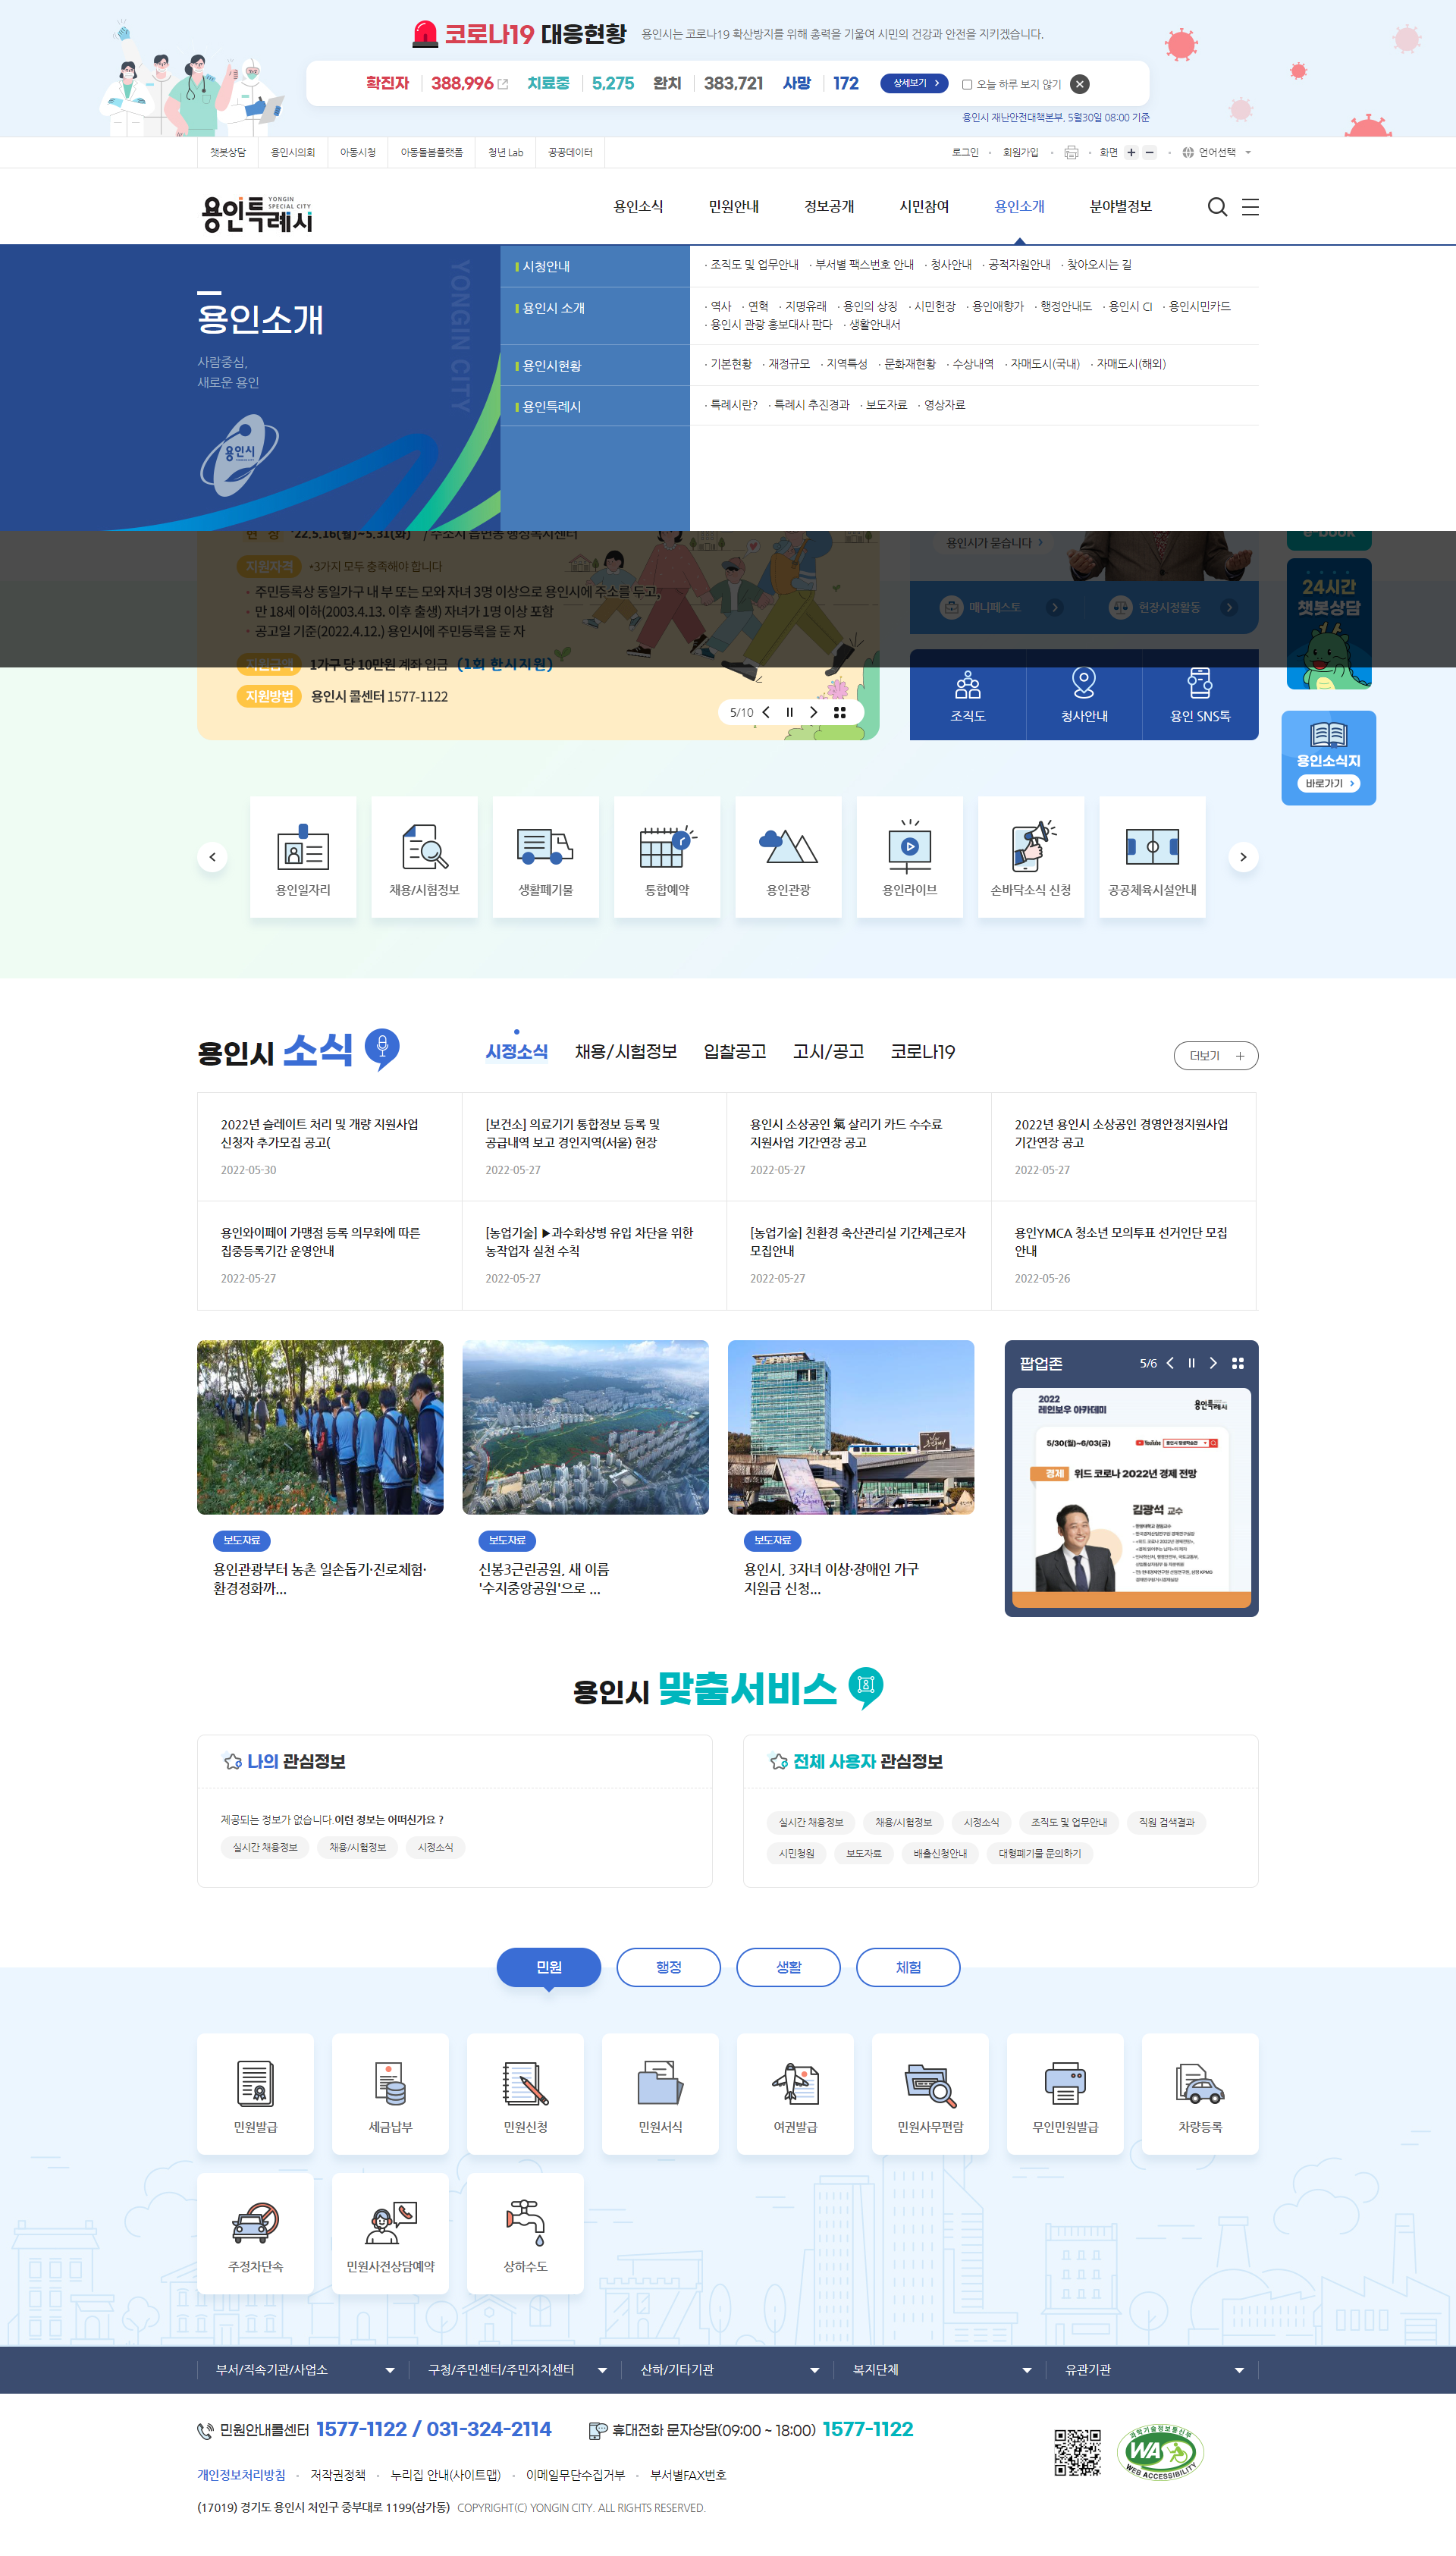 코로나19 대응현황 용인시는 코로나19 확산방지를 위해 총력을 기울여 시민의 건강과 안전을 지키겠습니다.
확진자 388,996 치료중 5,275 완치 383,721 사망 172 상세보기 오늘 하루 보지 않기
용인시 재난안전대책본부, 5월30일 08:00 기준
챗봇상담 용인시의회 아동시청 아동돌봄플랫폼 청년 Lab 공공데이터 로그인 회원가입 화면 언어선택
용인특례시 YONGIN SPECIAL CITY
용인소식 민원안내 정보공개 시민참여 용인소개 분야별정보
용인소개
사람중심,
새로운 용인
YONGIN CITY
용인시
시청안내
· 조직도 및 업무안내 · 부서별 팩스번호 안내 · 청사안내 · 공적자원안내 · 찾아오시는 길
용인시 소개
· 역사 · 연혁 · 지명유래 · 용인의 상징 · 시민헌장 · 용인애향가 · 행정안내도 · 용인시 CI · 용인시민카드
· 용인시 관광 홍보대사 판다 · 생활안내서
용인시현황
· 기본현황 · 재정규모 · 지역특성 · 문화재현황 · 수상내역 · 자매도시(국내) · 자매도시(해외)
용인특례시
· 특례시란? · 특례시 추진경과 · 보도자료 · 영상자료
현 장 '22.5.16(월)~5.31(화) / 주소지 읍면동 행정복지센터
지원자격 *3가지 모두 충족해야 합니다
· 주민등록상 동일가구 내 부 또는 모와 자녀 3명 이상으로 용인시에 주소를 두고,
· 만 18세 이하(2003.4.13. 이후 출생) 자녀가 1명 이상 포함
· 공고일 기준(2022.4.12.) 용인시에 주민등록을 둔 자
지원금액 1가구 당 10만원 계좌 입금 (1회 한시지원)
지원방법 용인시 콜센터 1577-1122
5/10
용인시가 묻습니다
매니페스토 현장시정활동
조직도 청사안내 용인 SNS톡
e-book
24시간
챗봇상담
용인소식지
바로가기
용인일자리 채용/시험정보 생활폐기물 통합예약 용인관광 용인라이브 손바닥소식 신청 공공체육시설안내
용인시 소식
시정소식 채용/시험정보 입찰공고 고시/공고 코로나19 더보기
2022년 슬레이트 처리 및 개량 지원사업
신청자 추가모집 공고(
2022-05-30
[보건소] 의료기기 통합정보 등록 및
공급내역 보고 경인지역(서울) 현장
2022-05-27
용인시 소상공인 氣 살리기 카드 수수료
지원사업 기간연장 공고
2022-05-27
2022년 용인시 소상공인 경영안정지원사업
기간연장 공고
2022-05-27
용인와이페이 가맹점 등록 의무화에 따른
집중등록기간 운영안내
2022-05-27
[농업기술] ▶과수화상병 유입 차단을 위한
농작업자 실천 수칙
2022-05-27
[농업기술] 친환경 축산관리실 기간제근로자
모집안내
2022-05-27
용인YMCA 청소년 모의투표 선거인단 모집
안내
2022-05-26
보도자료
용인관광부터 농촌 일손돕기·진로체험·
환경정화까...
보도자료
신봉3근린공원, 새 이름
'수지중앙공원'으로 ...
보도자료
용인시, 3자녀 이상·장애인 가구
지원금 신청...
팝업존 5/6
2022
레인보우 아카데미
용인특례시
5/30(월)~6/03(금) YouTube
경제 위드 코로나 2022년 경제 전망
김광석 교수
용인시 맞춤서비스
나의 관심정보
제공되는 정보가 없습니다.이런 정보는 어떠신가요 ?
실시간 채용정보 채용/시험정보 시정소식
전체 사용자 관심정보
실시간 채용정보 채용/시험정보 시정소식 조직도 및 업무안내 직원 검색결과
시민청원 보도자료 배출신청안내 대형폐기물 문의하기
민원 행정 생활 체험
민원발급 세금납부 민원신청 민원서식 여권발급 민원사무편람 무인민원발급 차량등록
주정차단속 민원사전상담예약 상하수도
부서/직속기관/사업소 구청/주민센터/주민자치센터 산하/기타기관 복지단체 유관기관
민원안내콜센터 1577-1122 / 031-324-2114 휴대전화 문자상담(09:00 ~ 18:00) 1577-1122
개인정보처리방침 · 저작권정책 · 누리집 안내(사이트맵) · 이메일무단수집거부 · 부서별FAX번호
(17019) 경기도 용인시 처인구 중부대로 1199(삼가동) COPYRIGHT(C) YONGIN CITY. ALL RIGHTS RESERVED.
과학기술정보통신부
WA
WEB ACCESSIBILITY